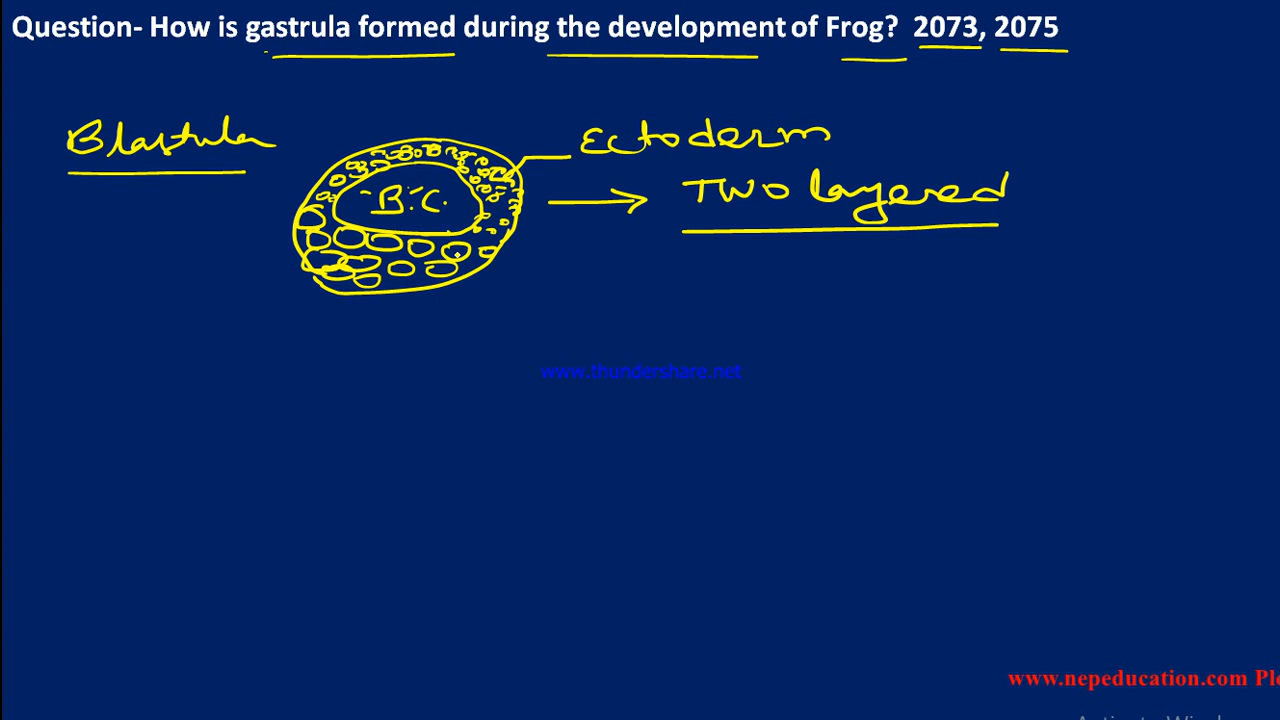 Question- How is gastrula formed during the development of Frog? 2073, 2075
Blastula
Ectoderm
B.C.
Two layered
www.thundershare.net
www.nepeducation.com Ple